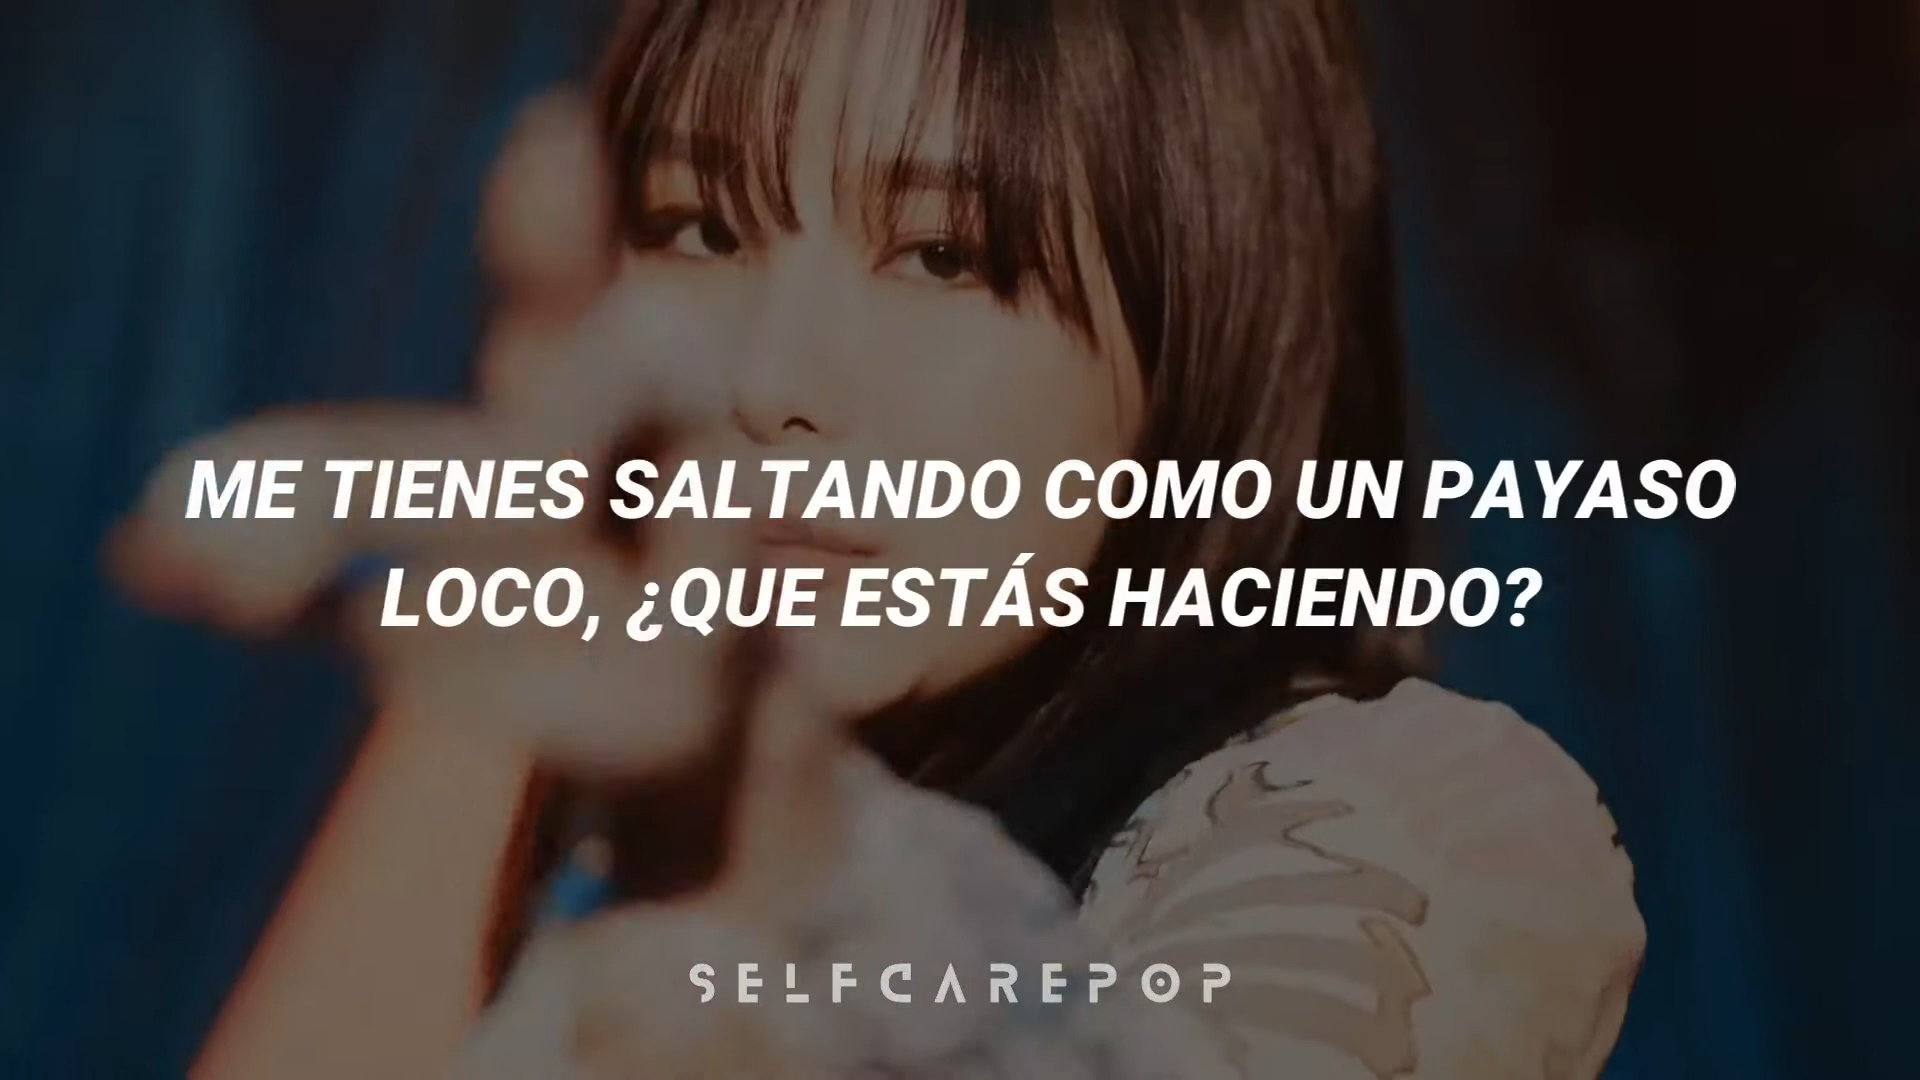 ME TIENES SALTANDO COMO UN PAYASO
LOCO, ¿QUE ESTÁS HACIENDO?
SELFCAREPOP